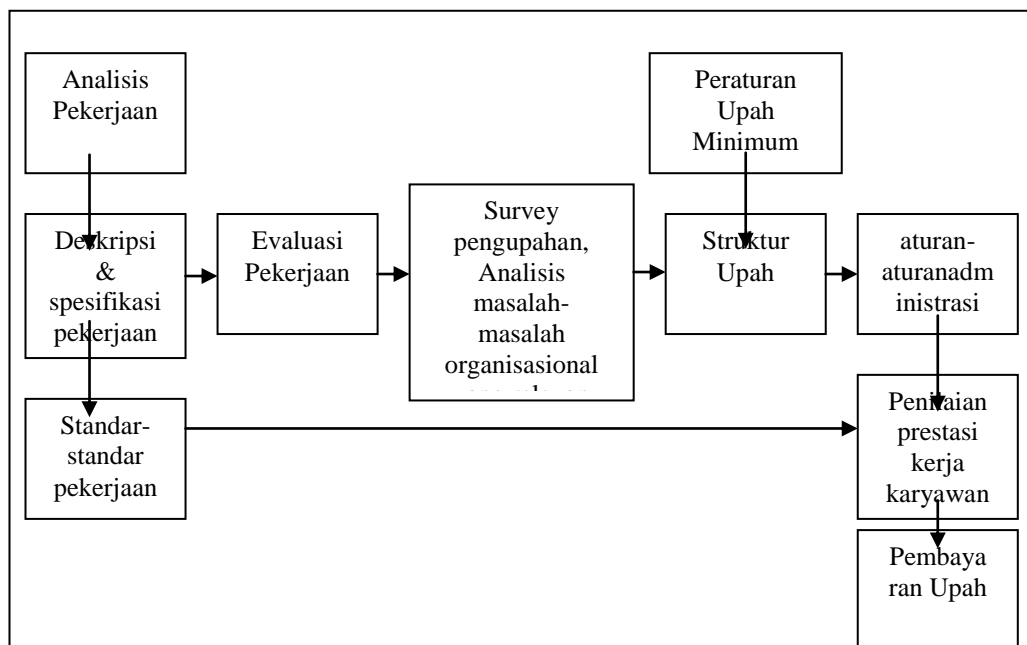 Analisis
Pekerjaan
Peraturan
Upah
Minimum
Deskripsi
&
spesifikasi
pekerjaan
Evaluasi
Pekerjaan
Survey
pengupahan,
Analisis
masalah-
masalah
organisasional
Struktur
Upah
aturan-
aturanadm
inistrasi
Standar-
standar
pekerjaan
Penilaian
prestasi
kerja
karyawan
Pembaya
ran Upah